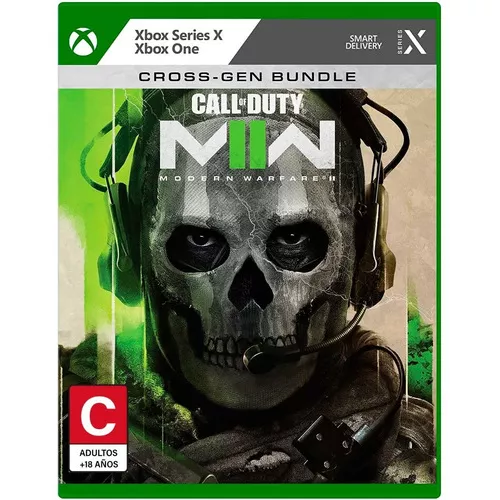 Xbox Series X
Xbox One
SMART
DELIVERY
SERIES
X
CROSS-GEN BUNDLE
CALL OF DUTY
MWII
MODERN WARFARE II
C
ADULTOS
+18 AÑOS